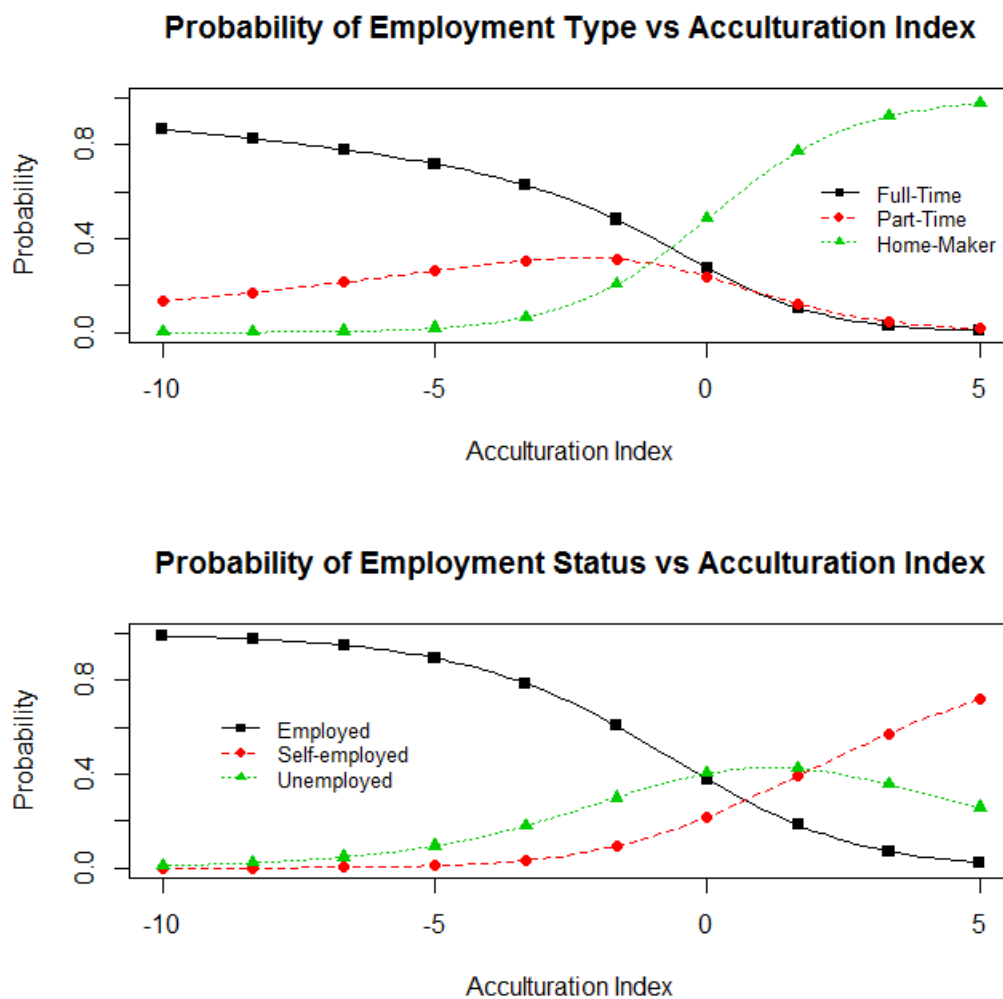 Probability of Employment Type vs Acculturation Index
Probability
0.0 0.4 0.8
Full-Time
Part-Time
Home-Maker
-10 -5 0 5
Acculturation Index
Probability of Employment Status vs Acculturation Index
Probability
0.0 0.4 0.8
Employed
Self-employed
Unemployed
-10 -5 0 5
Acculturation Index